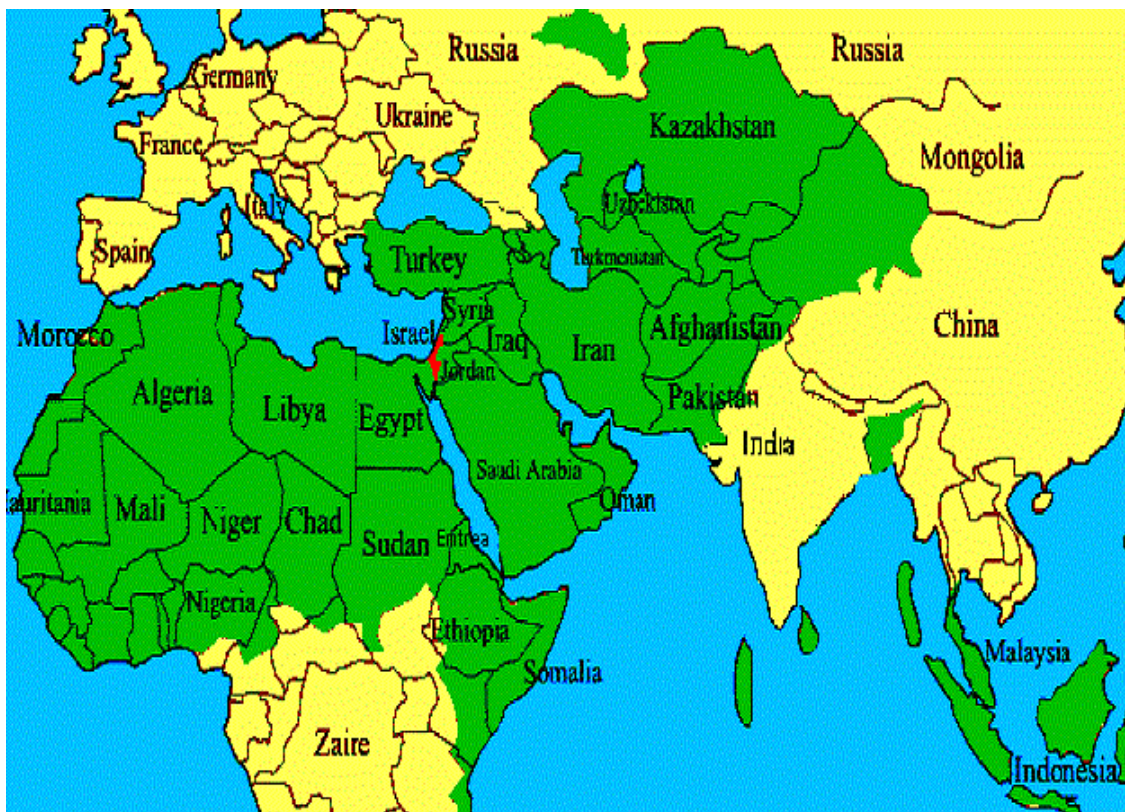 Russia
Russia
Germany
Ukraine
Kazakhstan
France
Mongolia
Italy
Uzbekistan
Spain
Turkey
Turkmenistan
Syria
Morocco
Israel
Iraq
Iran
Afghanistan
China
Jordan
Algeria
Libya
Egypt
Pakistan
India
Saudi Arabia
Mauritania
Mali
Niger
Chad
Oman
Sudan
Eritrea
Nigeria
Ethiopia
Somalia
Malaysia
Zaire
Indonesia